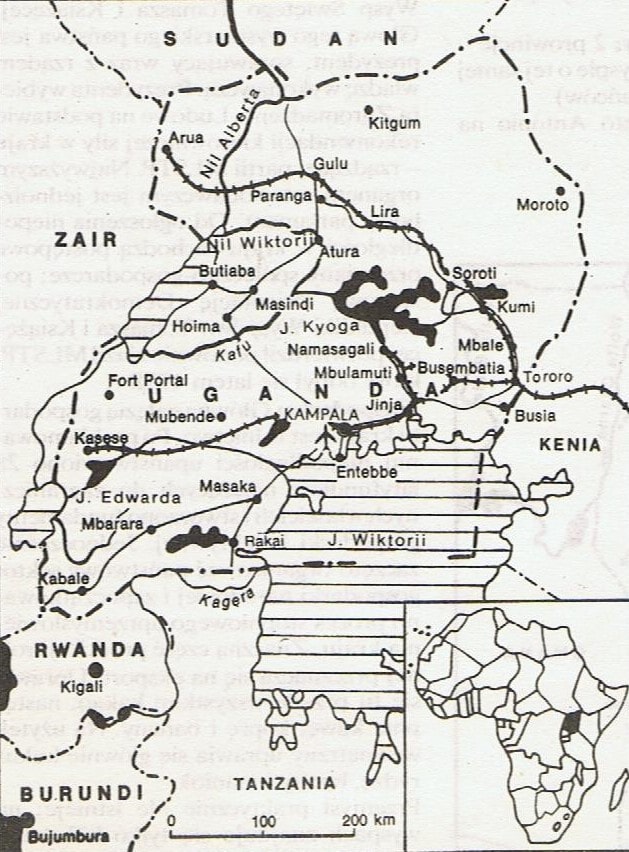 SUDAN
Nil Alberta
Kitgum
Arua
Gulu
Paranga
Moroto
Lira
ZAIR
Nil Wiktorii
Atura
Butiaba
Soroti
Masindi
Kumi
Hoima
J. Kyoga
Mbale
Kafu
Namasagali
Mbulamuti
Busembatia
Fort Portal
Tororo
UGANDA
Mubende
Jinja
KAMPALA
Busia
Kasese
KENIA
Entebbe
Masaka
J. Edwarda
Mbarara
J. Wiktorii
Rakai
Kabale
Kagera
RWANDA
Kigali
TANZANIA
BURUNDI
0 100 200 km
Bujumbura